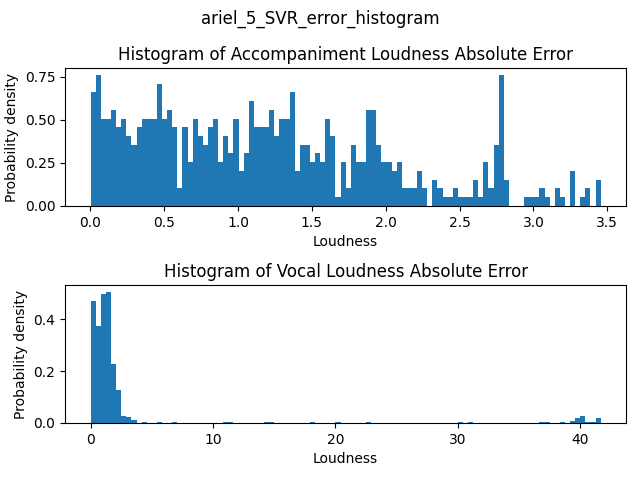 ariel_5_SVR_error_histogram
Histogram of Accompaniment Loudness Absolute Error
Probability density
0.75
0.50
0.25
0.00
0.0 0.5 1.0 1.5 2.0 2.5 3.0 3.5
Loudness
Histogram of Vocal Loudness Absolute Error
Probability density
0.4
0.2
0.0
0 10 20 30 40
Loudness